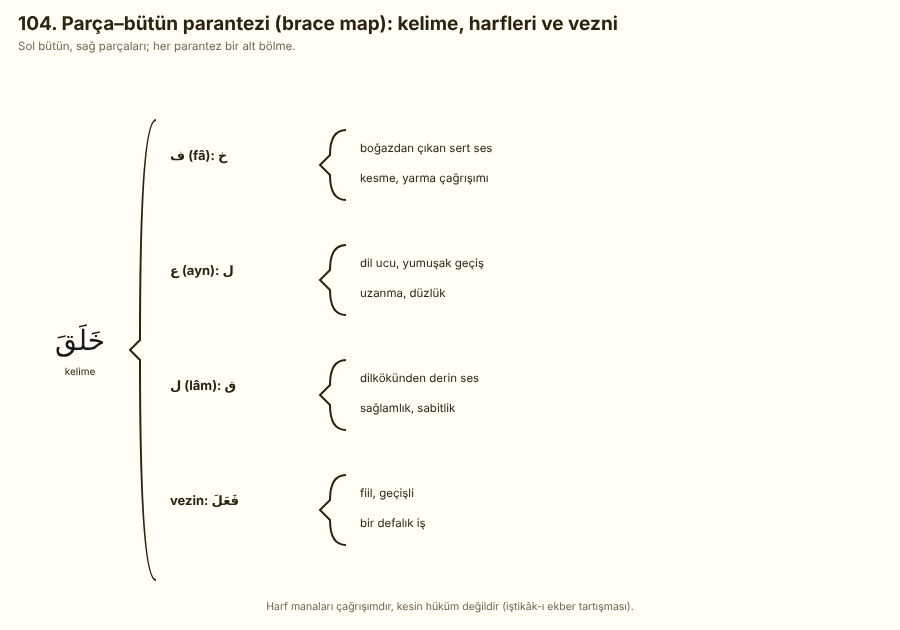 104. Parça–bütün parantezi (brace map): kelime, harfleri ve vezni
Sol bütün, sağ parçaları; her parantez bir alt bölme.
خَلَقَ
kelime
ف (fâ): خ
boğazdan çıkan sert ses
kesme, yarma çağrışımı
ع (ayn): ل
dil ucu, yumuşak geçiş
uzanma, düzlük
ل (lâm): ق
dilkökünden derin ses
sağlamlık, sabitlik
vezin: فَعَلَ
fiil, geçişli
bir defalık iş
Harf manaları çağrışımdır, kesin hüküm değildir (iştikâk-ı ekber tartışması).